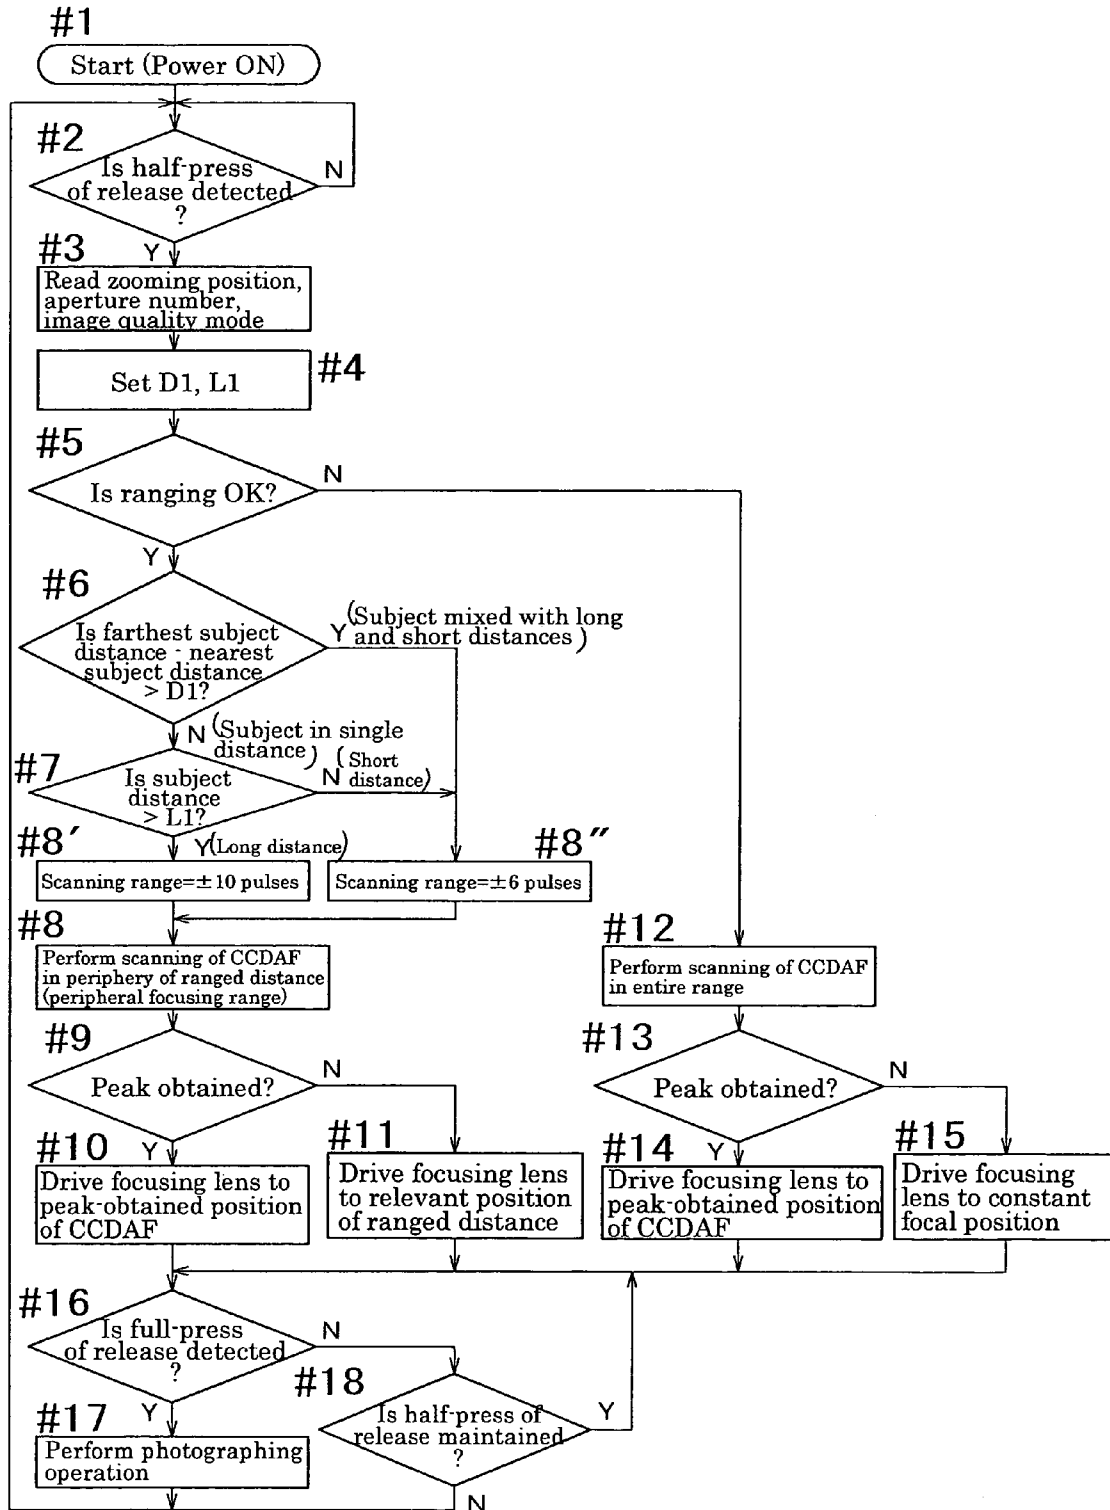 #1
Start (Power ON)
#2
Is half-press
of release detected
?
N
Y
#3
Read zooming position,
aperture number,
image quality mode
#4
Set D1, L1
#5
Is ranging OK?
N
Y
#6
Is farthest subject
distance - nearest
subject distance
> D1?
Y
(Subject mixed with long
and short distances)
N
(Subject in single
distance)
#7
Is subject
distance
> L1?
N
(Short
distance)
Y(Long distance)
#8′
Scanning range=±10 pulses
#8″
Scanning range=±6 pulses
#8
Perform scanning of CCDAF
in periphery of ranged distance
(peripheral focusing range)
#12
Perform scanning of CCDAF
in entire range
#9
Peak obtained?
N
Y
#13
Peak obtained?
N
Y
#10
Drive focusing lens to
peak-obtained position
of CCDAF
#11
Drive focusing lens
to relevant position
of ranged distance
#14
Drive focusing lens to
peak-obtained position
of CCDAF
#15
Drive focusing
lens to constant
focal position
#16
Is full-press
of release detected
?
N
Y
#17
Perform photographing
operation
#18
Is half-press of
release maintained
?
Y
N